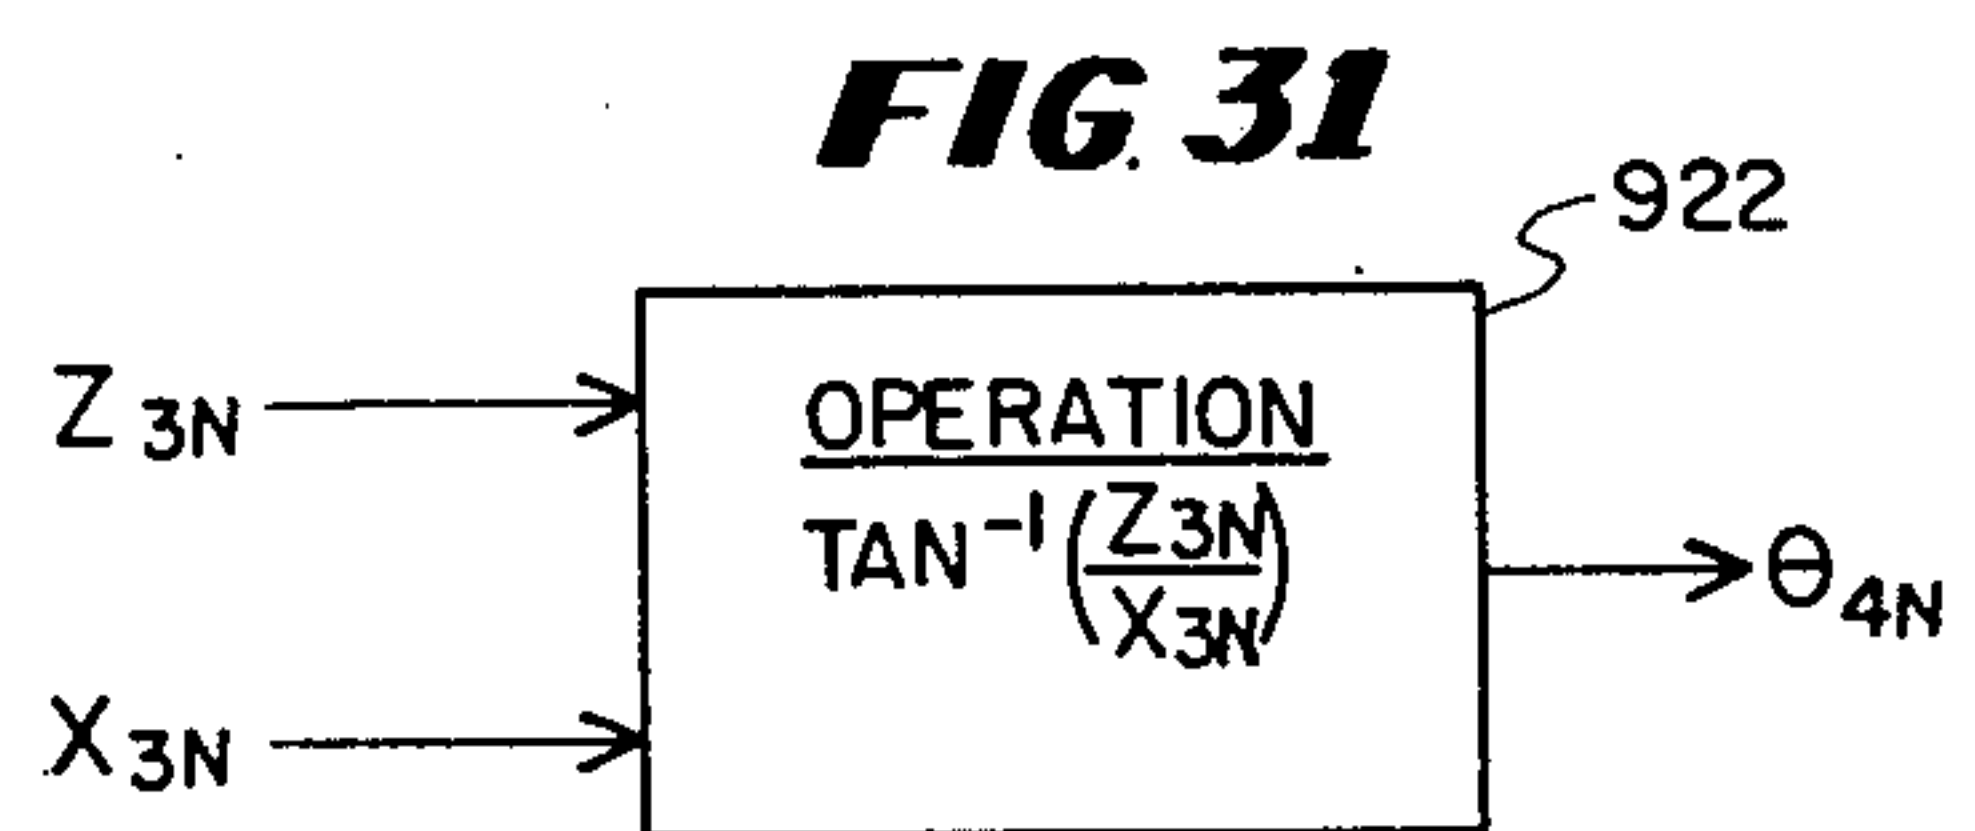 FIG. 31
922
Z3N
OPERATION
TAN⁻¹(Z3N/X3N)
θ4N
X3N